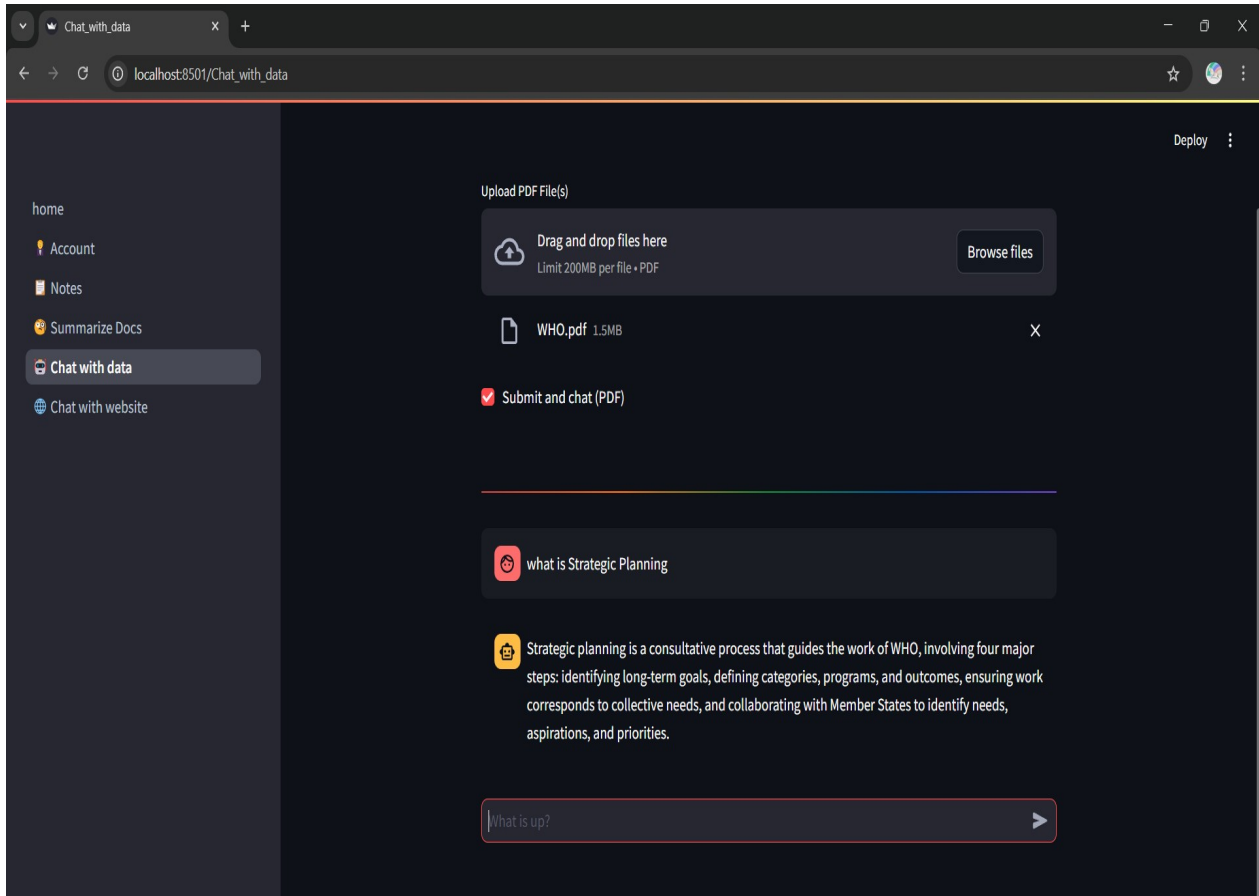 Chat_with_data
localhost:8501/Chat_with_data
Deploy
home
Account
Notes
Summarize Docs
Chat with data
Chat with website
Upload PDF File(s)
Drag and drop files here
Limit 200MB per file • PDF
Browse files
WHO.pdf 1.5MB
Submit and chat (PDF)
what is Strategic Planning
Strategic planning is a consultative process that guides the work of WHO, involving four major
steps: identifying long-term goals, defining categories, programs, and outcomes, ensuring work
corresponds to collective needs, and collaborating with Member States to identify needs,
aspirations, and priorities.
What is up?